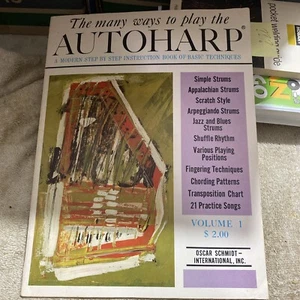 The many ways to play the
AUTOHARP®
A MODERN STEP BY STEP INSTRUCTION BOOK OF BASIC TECHNIQUES
Simple Strums
Appalachian Strums
Scratch Style
Arpeggiando Strums
Jazz and Blues
Strums
Shuffle Rhythm
Various Playing
Positions
Fingering Techniques
Chording Patterns
Transposition Chart
21 Practice Songs
VOLUME 1
$ 2.00
OSCAR SCHMIDT—
INTERNATIONAL, INC.